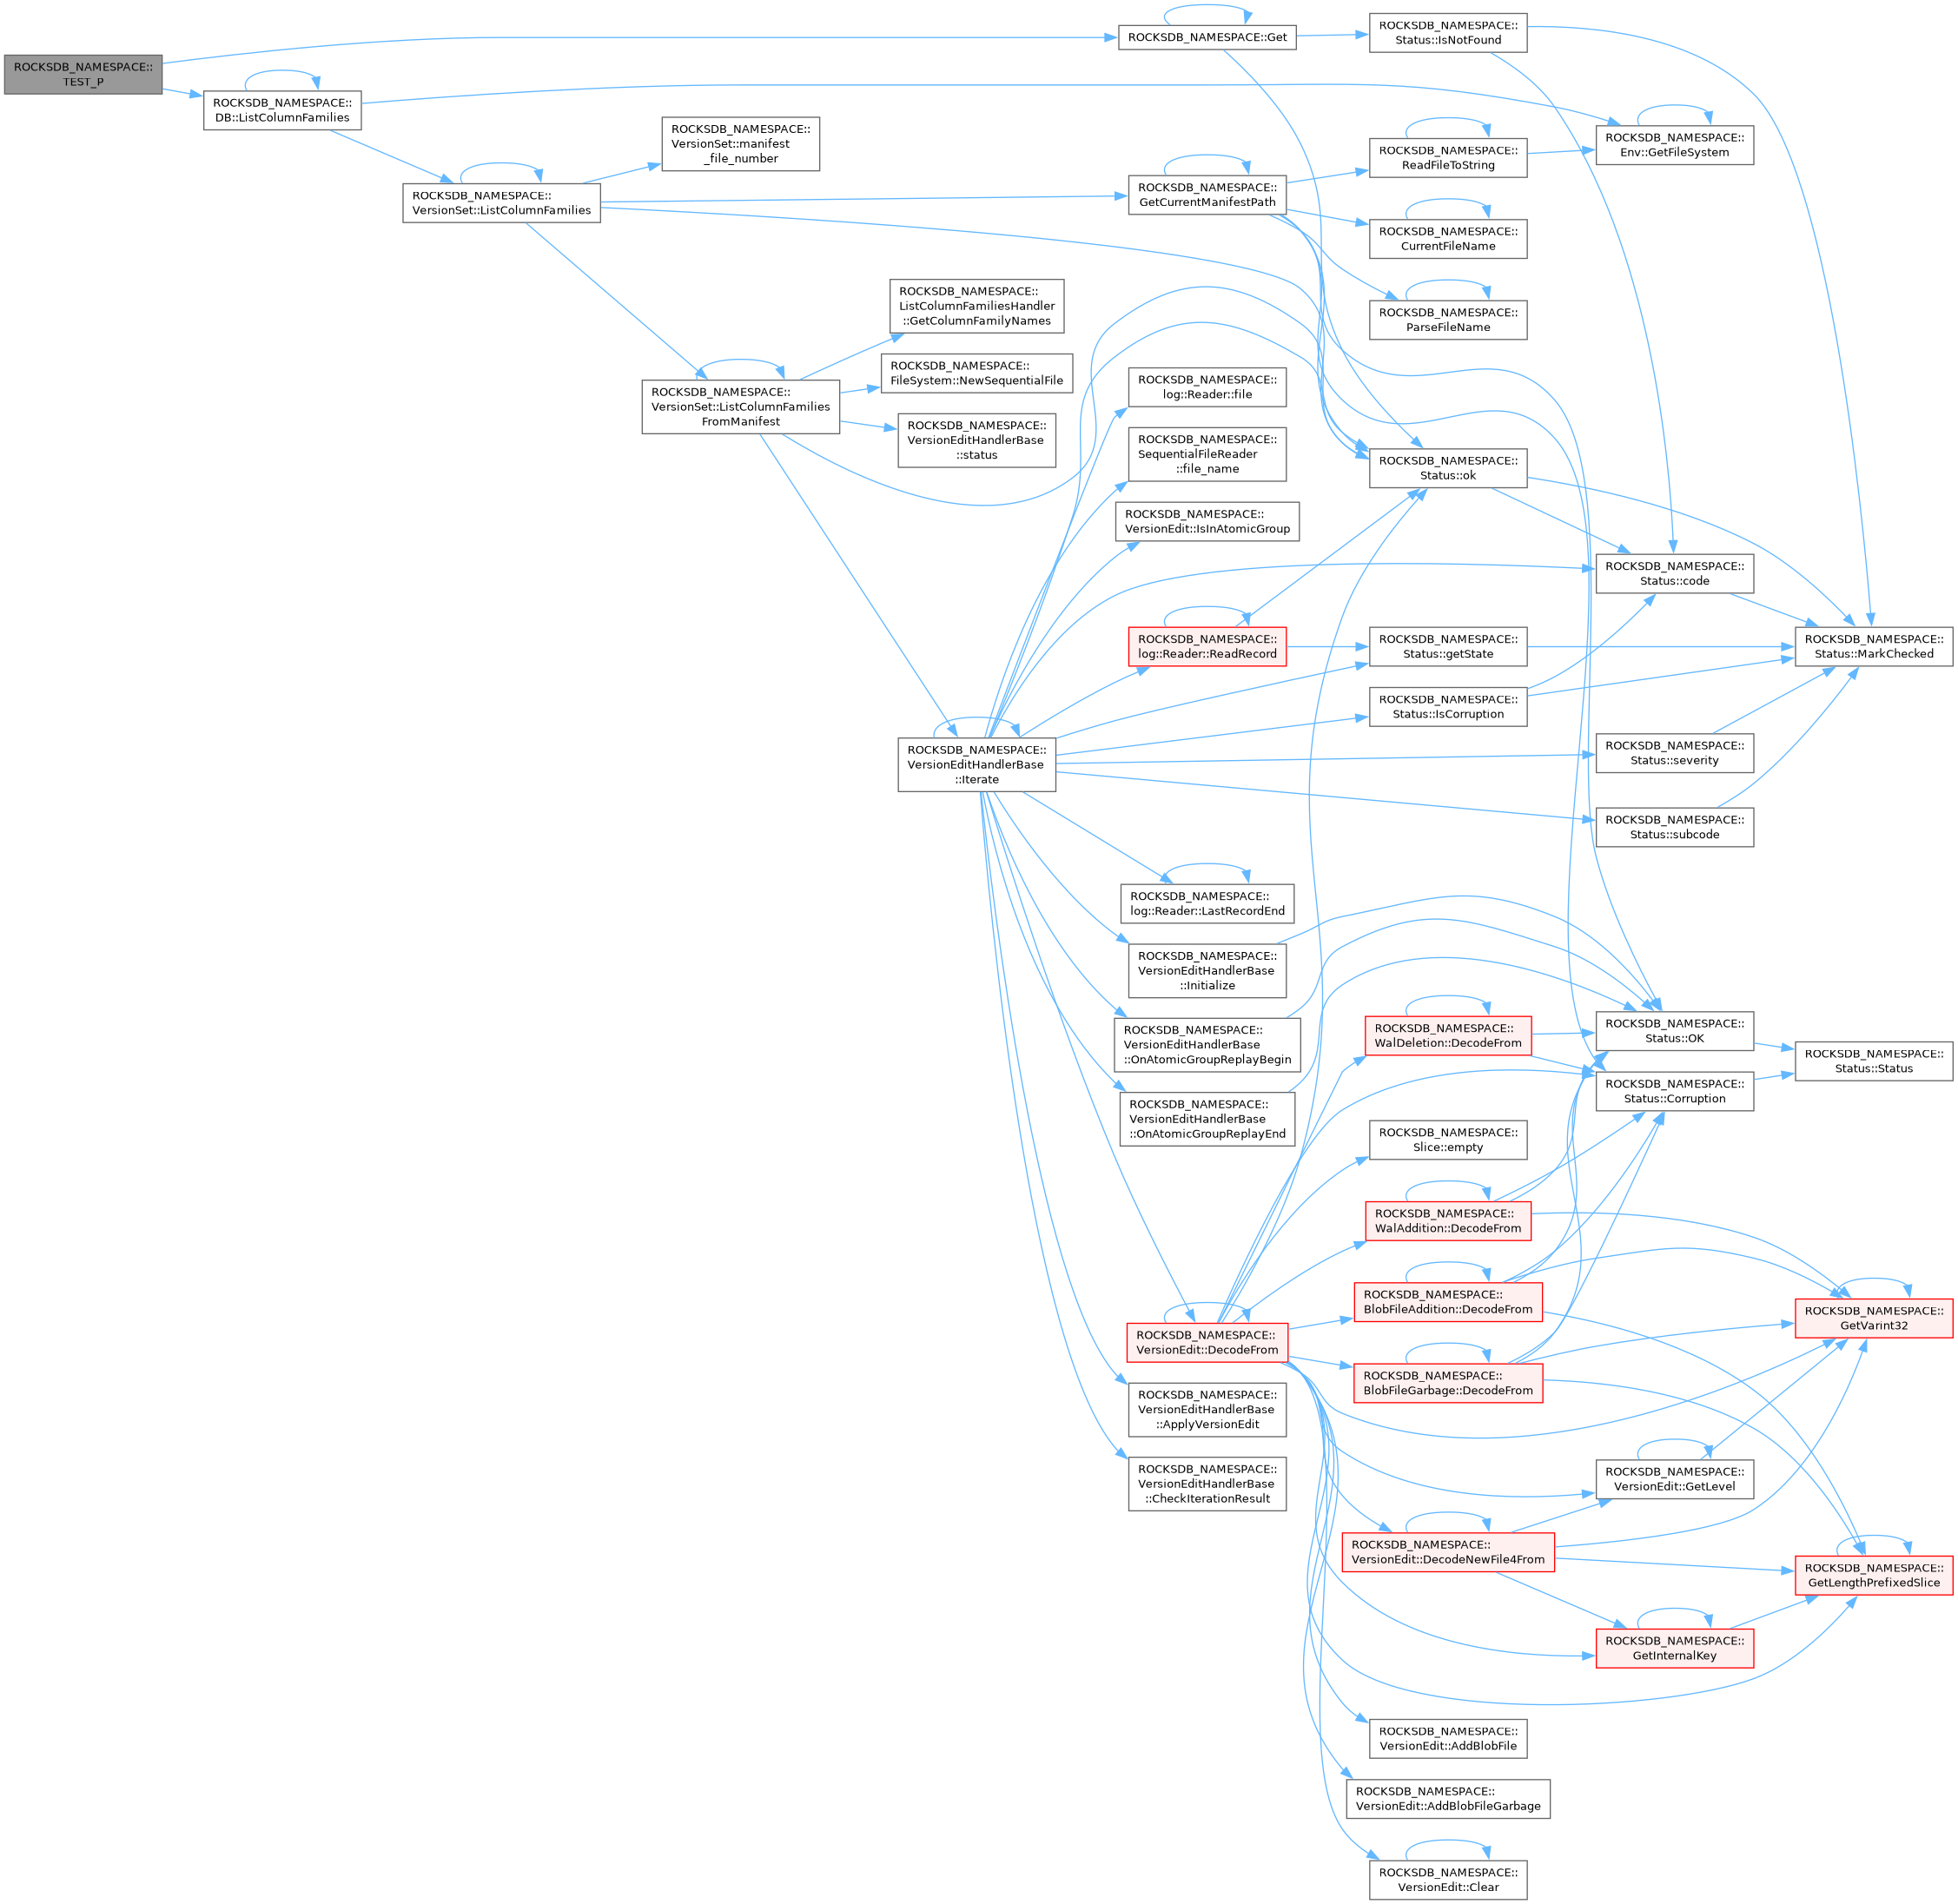 ROCKSDB_NAMESPACE::
TEST_P
ROCKSDB_NAMESPACE::
DB::ListColumnFamilies
ROCKSDB_NAMESPACE::
VersionSet::ListColumnFamilies
ROCKSDB_NAMESPACE::
VersionSet::manifest
_file_number
ROCKSDB_NAMESPACE::
VersionSet::ListColumnFamilies
FromManifest
ROCKSDB_NAMESPACE::
ListColumnFamiliesHandler
::GetColumnFamilyNames
ROCKSDB_NAMESPACE::
FileSystem::NewSequentialFile
ROCKSDB_NAMESPACE::
VersionEditHandlerBase
::status
ROCKSDB_NAMESPACE::
VersionEditHandlerBase
::Iterate
ROCKSDB_NAMESPACE::Get
ROCKSDB_NAMESPACE::
GetCurrentManifestPath
ROCKSDB_NAMESPACE::
log::Reader::file
ROCKSDB_NAMESPACE::
SequentialFileReader
::file_name
ROCKSDB_NAMESPACE::
VersionEdit::IsInAtomicGroup
ROCKSDB_NAMESPACE::
log::Reader::ReadRecord
ROCKSDB_NAMESPACE::
log::Reader::LastRecordEnd
ROCKSDB_NAMESPACE::
VersionEditHandlerBase
::Initialize
ROCKSDB_NAMESPACE::
VersionEditHandlerBase
::OnAtomicGroupReplayBegin
ROCKSDB_NAMESPACE::
VersionEditHandlerBase
::OnAtomicGroupReplayEnd
ROCKSDB_NAMESPACE::
VersionEdit::DecodeFrom
ROCKSDB_NAMESPACE::
VersionEditHandlerBase
::ApplyVersionEdit
ROCKSDB_NAMESPACE::
VersionEditHandlerBase
::CheckIterationResult
ROCKSDB_NAMESPACE::
Status::IsNotFound
ROCKSDB_NAMESPACE::
ReadFileToString
ROCKSDB_NAMESPACE::
CurrentFileName
ROCKSDB_NAMESPACE::
ParseFileName
ROCKSDB_NAMESPACE::
Status::ok
ROCKSDB_NAMESPACE::
Status::getState
ROCKSDB_NAMESPACE::
Status::IsCorruption
ROCKSDB_NAMESPACE::
WalDeletion::DecodeFrom
ROCKSDB_NAMESPACE::
Slice::empty
ROCKSDB_NAMESPACE::
WalAddition::DecodeFrom
ROCKSDB_NAMESPACE::
BlobFileAddition::DecodeFrom
ROCKSDB_NAMESPACE::
BlobFileGarbage::DecodeFrom
ROCKSDB_NAMESPACE::
VersionEdit::DecodeNewFile4From
ROCKSDB_NAMESPACE::
VersionEdit::AddBlobFile
ROCKSDB_NAMESPACE::
VersionEdit::AddBlobFileGarbage
ROCKSDB_NAMESPACE::
VersionEdit::Clear
ROCKSDB_NAMESPACE::
Env::GetFileSystem
ROCKSDB_NAMESPACE::
Status::code
ROCKSDB_NAMESPACE::
Status::severity
ROCKSDB_NAMESPACE::
Status::subcode
ROCKSDB_NAMESPACE::
Status::OK
ROCKSDB_NAMESPACE::
Status::Corruption
ROCKSDB_NAMESPACE::
VersionEdit::GetLevel
ROCKSDB_NAMESPACE::
GetInternalKey
ROCKSDB_NAMESPACE::
Status::MarkChecked
ROCKSDB_NAMESPACE::
Status::Status
ROCKSDB_NAMESPACE::
GetVarint32
ROCKSDB_NAMESPACE::
GetLengthPrefixedSlice